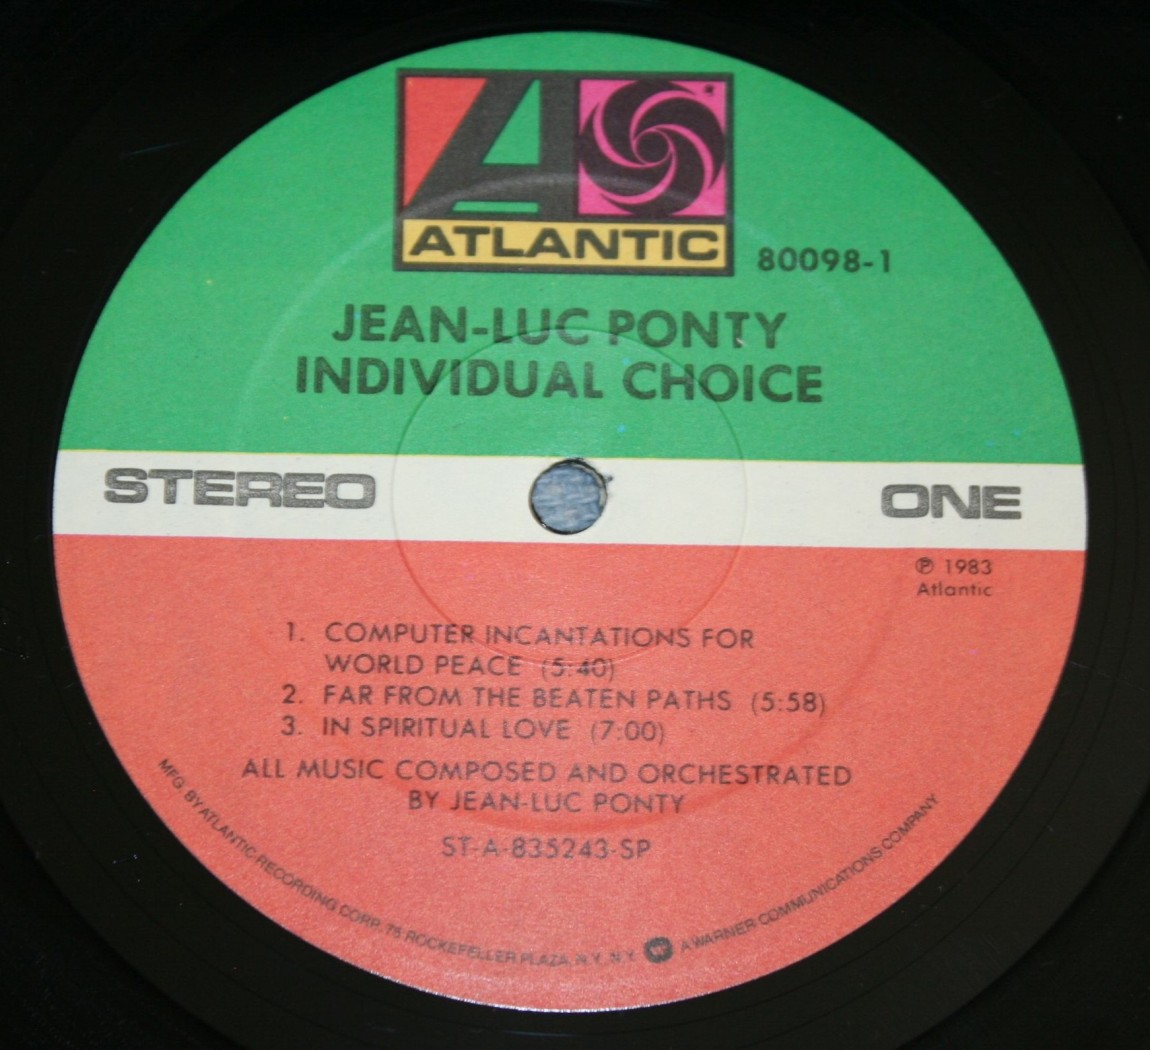 ATLANTIC
80098-1
JEAN-LUC PONTY
INDIVIDUAL CHOICE
STEREO
ONE
℗ 1983
Atlantic
1. COMPUTER INCANTATIONS FOR
WORLD PEACE (5:40)
2. FAR FROM THE BEATEN PATHS (5:58)
3. IN SPIRITUAL LOVE (7:00)
ALL MUSIC COMPOSED AND ORCHESTRATED
BY JEAN-LUC PONTY
ST-A-835243-SP
MFG. BY ATLANTIC RECORDING CORP. 75 ROCKEFELLER PLAZA, N.Y. N.Y. W A WARNER COMMUNICATIONS COMPANY